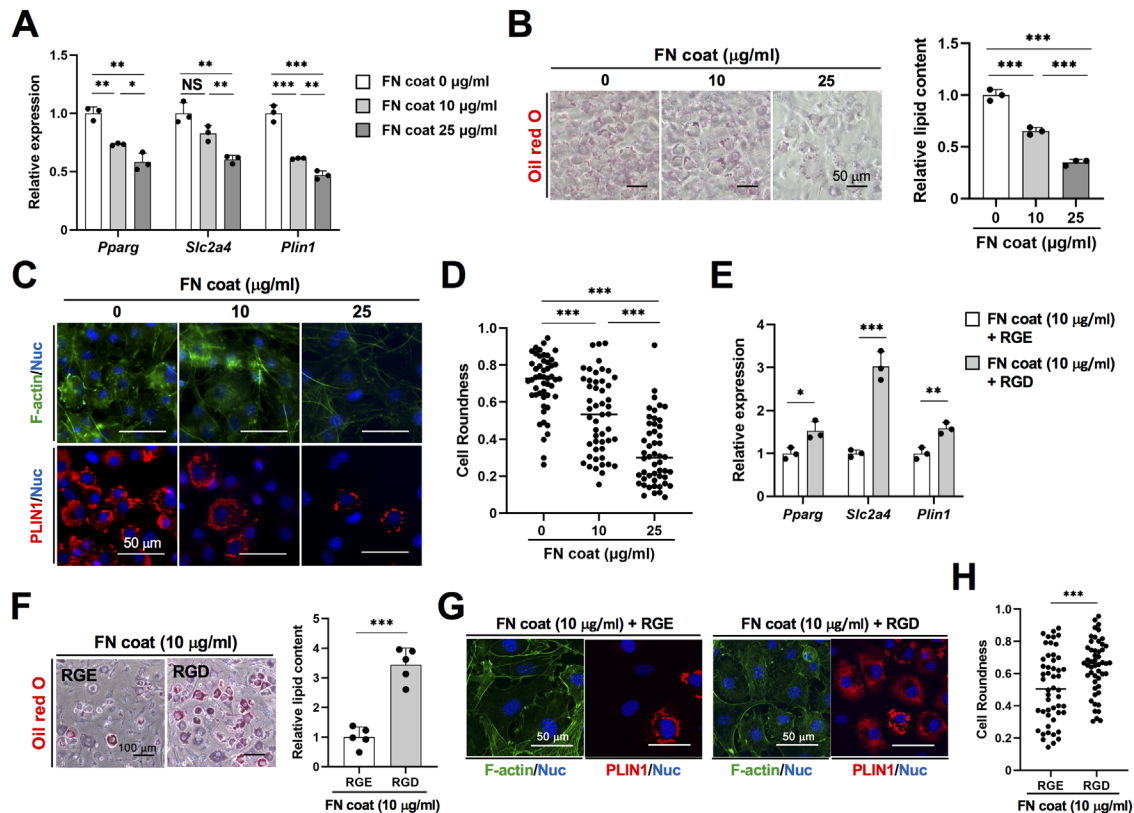 A
Relative expression
1.5
1.0
0.5
0
** ** *
** NS **
*** *** **
Pparg Slc2a4 Plin1
FN coat 0 μg/ml
FN coat 10 μg/ml
FN coat 25 μg/ml
B
FN coat (μg/ml)
0 10 25
Oil red O
50 μm
Relative lipid content
1.5
1.0
0.5
0
***
*** ***
0 10 25
FN coat (μg/ml)
C
FN coat (μg/ml)
0 10 25
F-actin/Nuc
PLIN1/Nuc
50 μm
D
Cell Roundness
1.0
0.8
0.6
0.4
0.2
0
***
*** ***
0 10 25
FN coat (μg/ml)
E
Relative expression
4
3
2
1
0
* *** **
Pparg Slc2a4 Plin1
FN coat (10 μg/ml)
+ RGE
FN coat (10 μg/ml)
+ RGD
F
FN coat (10 μg/ml)
RGE RGD
Oil red O
100 μm
Relative lipid content
5
4
3
2
1
0
***
RGE RGD
FN coat (10 μg/ml)
G
FN coat (10 μg/ml) + RGE
50 μm
F-actin/Nuc PLIN1/Nuc
FN coat (10 μg/ml) + RGD
50 μm
F-actin/Nuc PLIN1/Nuc
H
Cell Roundness
1.0
0.8
0.6
0.4
0.2
0
***
RGE RGD
FN coat (10 μg/ml)